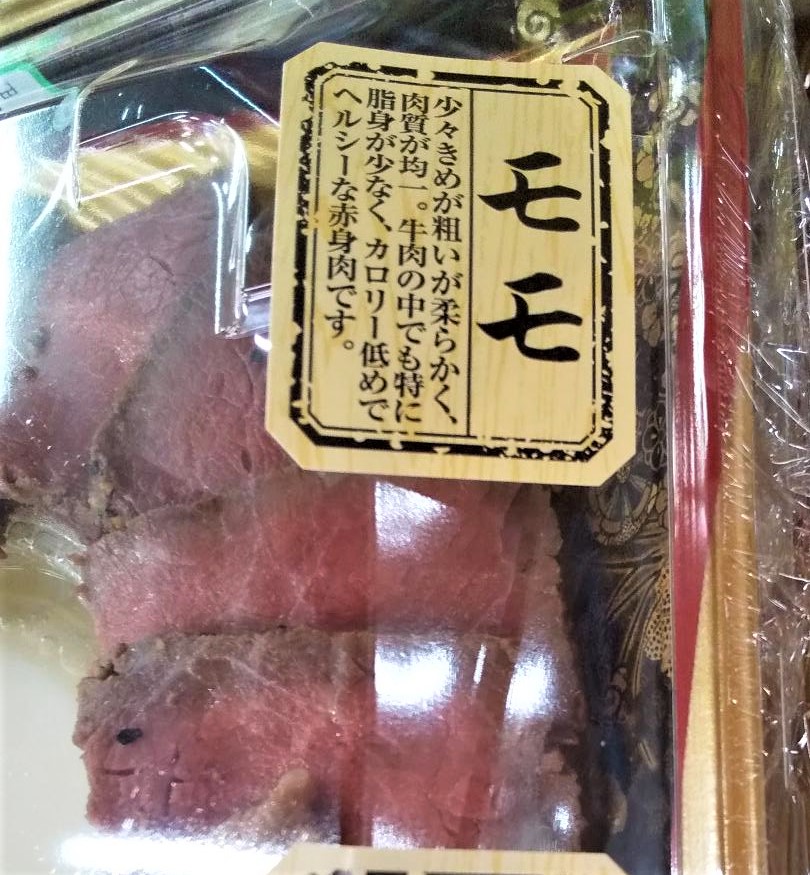 モモ
少々きめが粗いが柔らかく、
肉質が均一。牛肉の中でも特に
脂身が少なく、カロリー低めで
ヘルシーな赤身肉です。